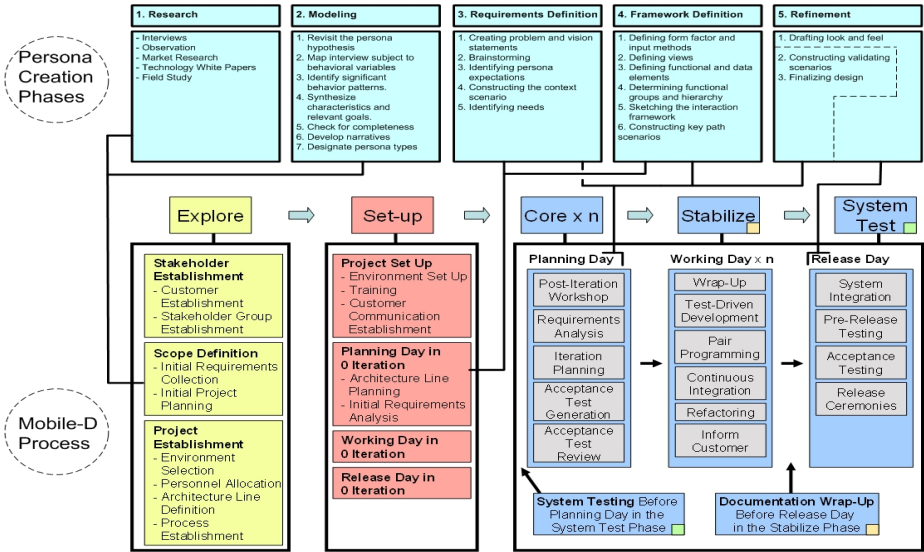 Persona
Creation
Phases
1. Research
- Interviews
- Observation
- Market Research
- Technology White Papers
- Field Study
2. Modeling
1. Revisit the persona
hypothesis
2. Map interview subject to
behavioral variables
3. Identify significant
behavior patterns.
4. Synthesize
characteristics and
relevant goals.
5. Check for completeness
6. Develop narratives
7. Designate persona types
3. Requirements Definition
1. Creating problem and vision
statements
2. Brainstorming
3. Identifying persona
expectations
4. Constructing the context
scenario
5. Identifying needs
4. Framework Definition
1. Defining form factor and
input methods
2. Defining views
3. Defining functional and data
elements
4. Determining functional
groups and hierarchy
5. Sketching the interaction
framework
6. Constructing key path
scenarios
5. Refinement
1. Drafting look and feel
2. Constructing validating
scenarios
3. Finalizing design
Mobile-D
Process
Explore
Set-up
Core x n
Stabilize
System
Test
Stakeholder
Establishment
- Customer
Establishment
- Stakeholder Group
Establishment
Scope Definition
- Initial Requirements
Collection
- Initial Project
Planning
Project
Establishment
- Environment
Selection
- Personnel Allocation
- Architecture Line
Definition
- Process
Establishment
Project Set Up
- Environment Set Up
- Training
- Customer
Communication
Establishment
Planning Day in
0 Iteration
- Architecture Line
Planning
- Initial Requirements
Analysis
Working Day in
0 Iteration
Release Day in
0 Iteration
Planning Day
Post-Iteration
Workshop
Requirements
Analysis
Iteration
Planning
Acceptance
Test
Generation
Acceptance
Test
Review
Working Day x n
Wrap-Up
Test-Driven
Development
Pair
Programming
Continuous
Integration
Refactoring
Inform
Customer
Release Day
System
Integration
Pre-Release
Testing
Acceptance
Testing
Release
Ceremonies
System Testing Before
Planning Day in the
System Test Phase
Documentation Wrap-Up
Before Release Day
in the Stabilize Phase